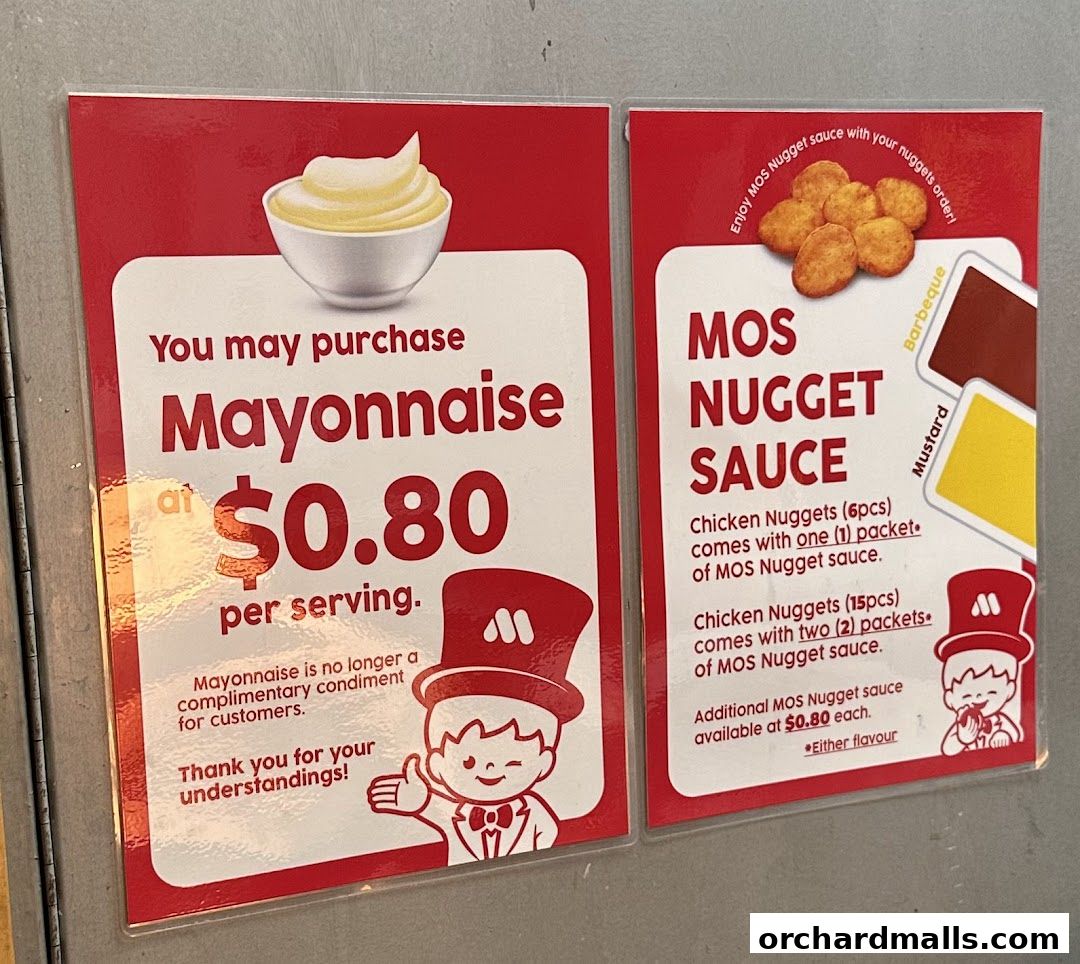 You may purchase
Mayonnaise
at $0.80
per serving.
Mayonnaise is no longer a
complimentary condiment
for customers.
Thank you for your
understandings!
Enjoy MOS Nugget sauce with your nuggets order!
MOS
NUGGET
SAUCE
Barbeque
Mustard
Chicken Nuggets (6pcs)
comes with one (1) packet*
of MOS Nugget sauce.
Chicken Nuggets (15pcs)
comes with two (2) packets*
of MOS Nugget sauce.
Additional MOS Nugget sauce
available at $0.80 each.
*Either flavour
orchardmalls.com